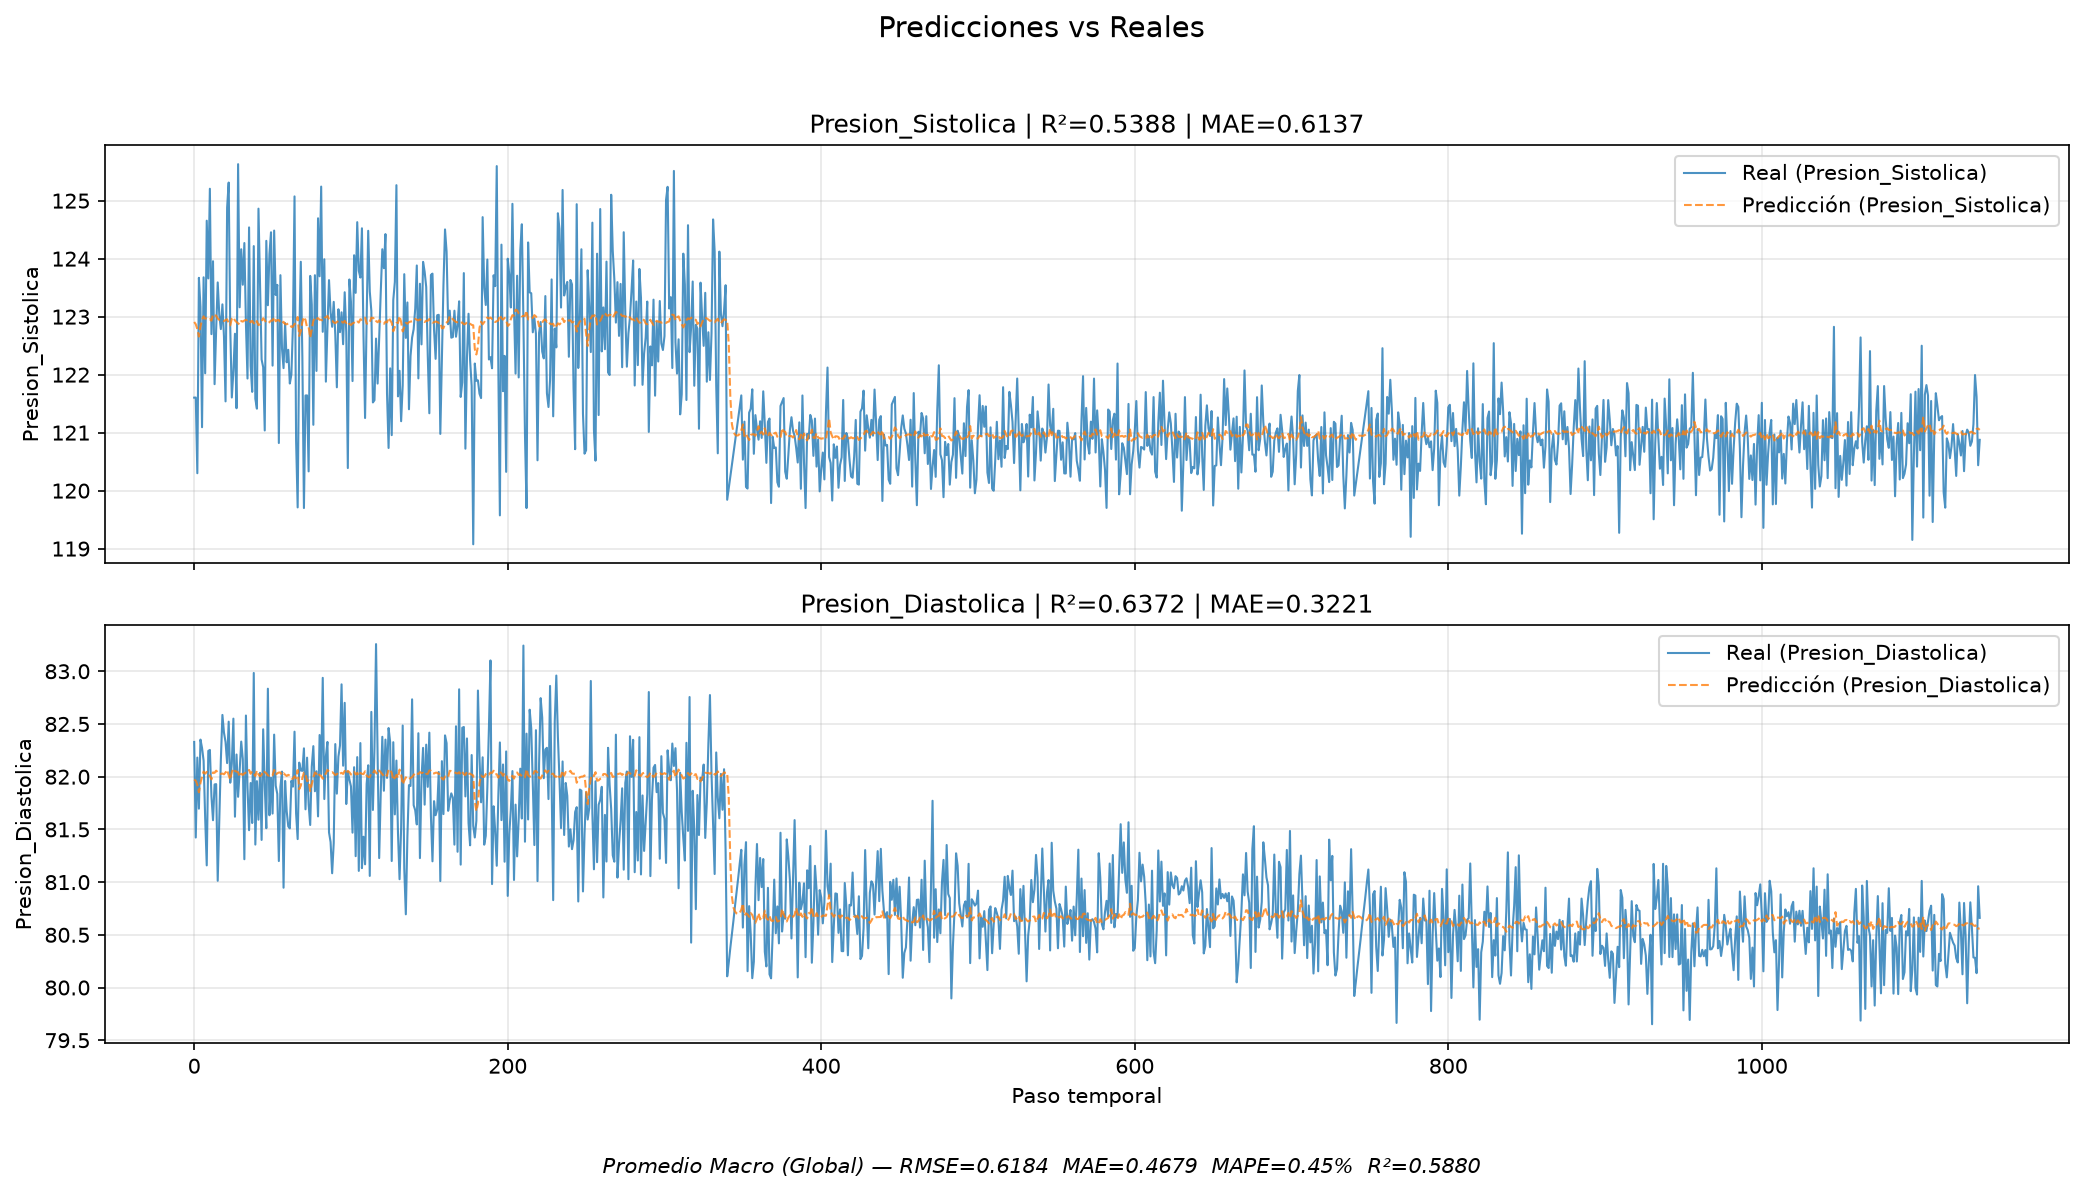 Predicciones vs Reales
Presion_Sistolica | R²=0.5388 | MAE=0.6137
Presion_Sistolica
125
124
123
122
121
120
119
Real (Presion_Sistolica)
Predicción (Presion_Sistolica)
Presion_Diastolica | R²=0.6372 | MAE=0.3221
Presion_Diastolica
83.0
82.5
82.0
81.5
81.0
80.5
80.0
79.5
Real (Presion_Diastolica)
Predicción (Presion_Diastolica)
0 200 400 600 800 1000
Paso temporal
Promedio Macro (Global) — RMSE=0.6184 MAE=0.4679 MAPE=0.45% R²=0.5880